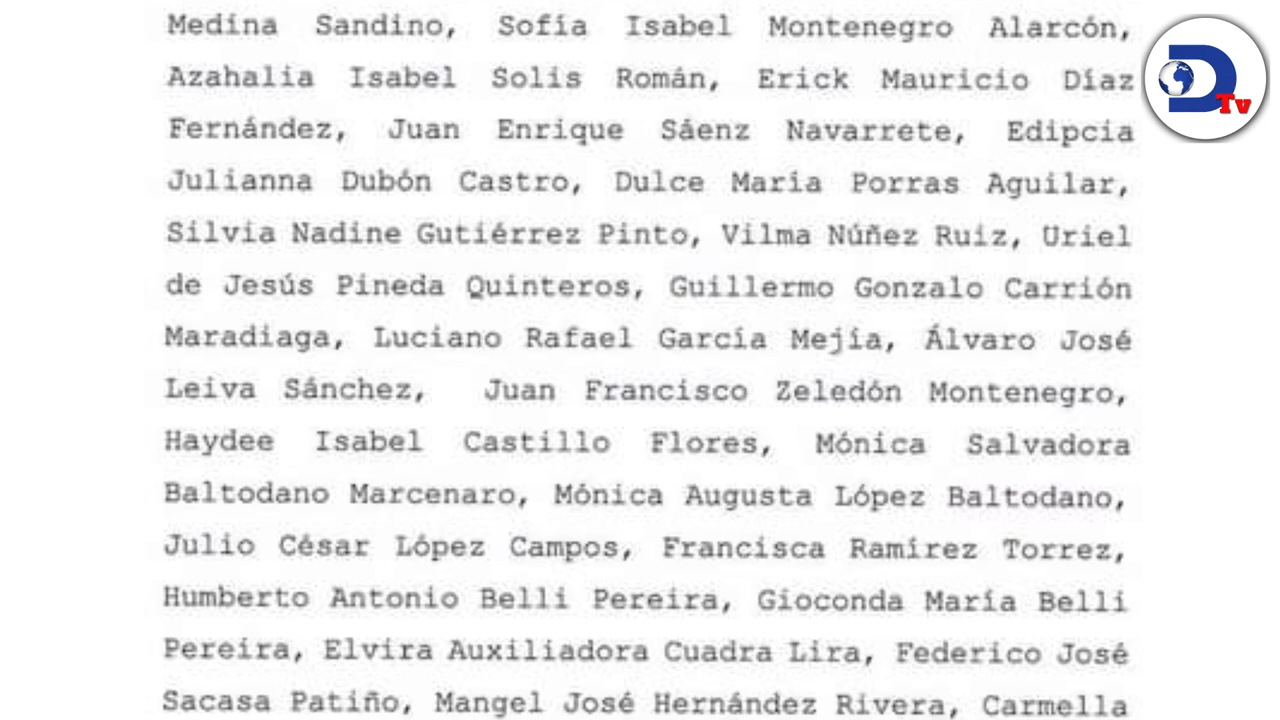 Medina Sandino, Sofía Isabel Montenegro Alarcón,
Azahalia Isabel Solis Román, Erick Mauricio Díaz
Fernández, Juan Enrique Sáenz Navarrete, Edipcia
Julianna Dubón Castro, Dulce María Porras Aguilar,
Silvia Nadine Gutiérrez Pinto, Vilma Núñez Ruiz, Uriel
de Jesús Pineda Quinteros, Guillermo Gonzalo Carrión
Maradiaga, Luciano Rafael García Mejía, Álvaro José
Leiva Sánchez, Juan Francisco Zeledón Montenegro,
Haydee Isabel Castillo Flores, Mónica Salvadora
Baltodano Marcenaro, Mónica Augusta López Baltodano,
Julio César López Campos, Francisca Ramírez Torrez,
Humberto Antonio Belli Pereira, Gioconda María Belli
Pereira, Elvira Auxiliadora Cuadra Lira, Federico José
Sacasa Patiño, Mangel José Hernández Rivera, Carmella
D Tv